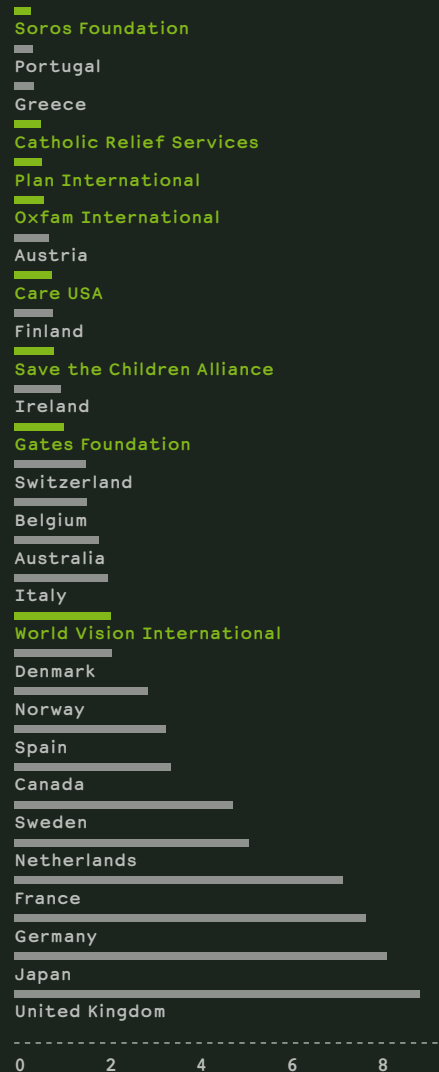 Soros Foundation
Portugal
Greece
Catholic Relief Services
Plan International
Oxfam International
Austria
Care USA
Finland
Save the Children Alliance
Ireland
Gates Foundation
Switzerland
Belgium
Australia
Italy
World Vision International
Denmark
Norway
Spain
Canada
Sweden
Netherlands
France
Germany
Japan
United Kingdom
0 2 4 6 8